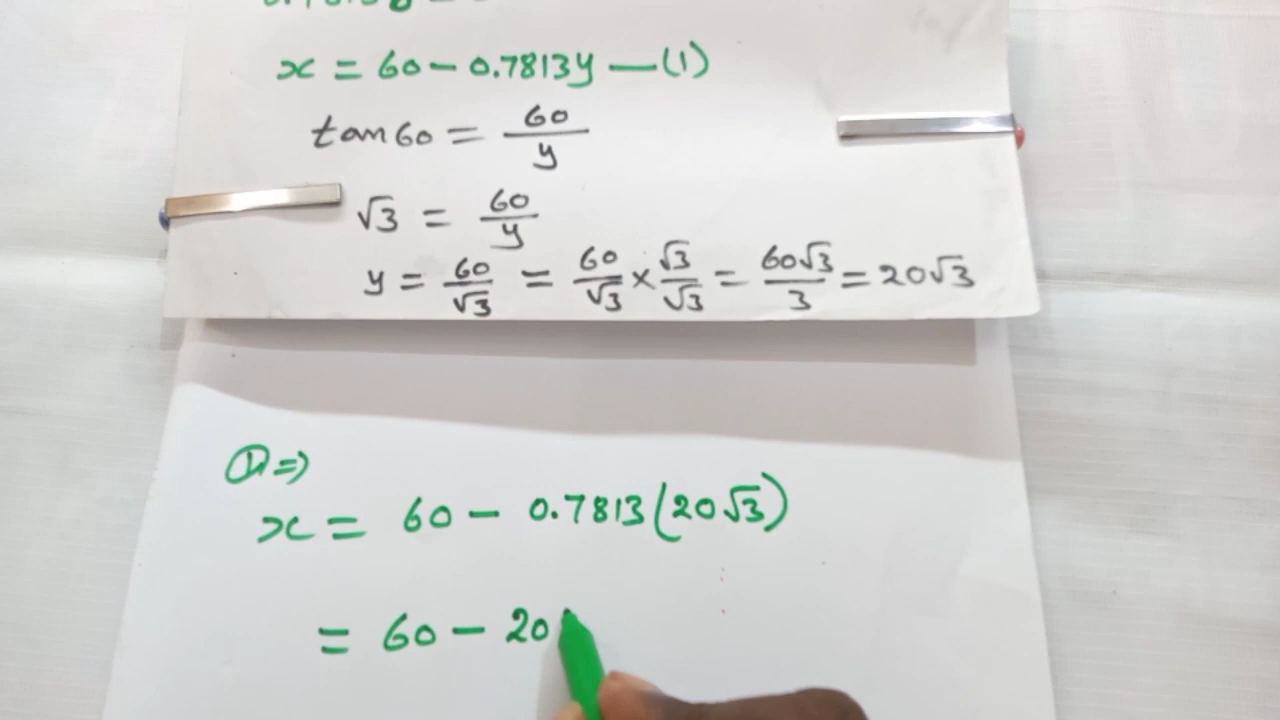 x = 60 - 0.7813y —(1)
tan60 = 60/y
√3 = 60/y
y = 60/√3 = 60/√3 × √3/√3 = 60√3/3 = 20√3
① ⇒
x = 60 - 0.7813(20√3)
= 60 - 20